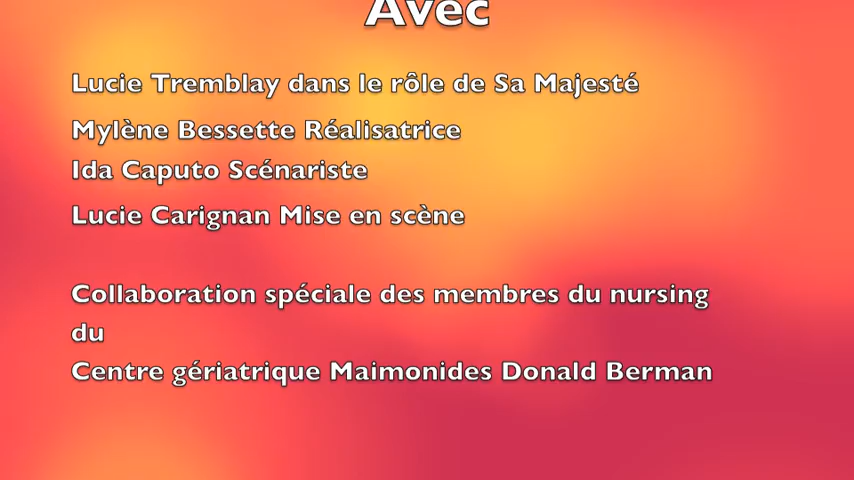 Avec
Lucie Tremblay dans le rôle de Sa Majesté
Mylène Bessette Réalisatrice
Ida Caputo Scénariste
Lucie Carignan Mise en scène
Collaboration spéciale des membres du nursing
du
Centre gériatrique Maimonides Donald Berman